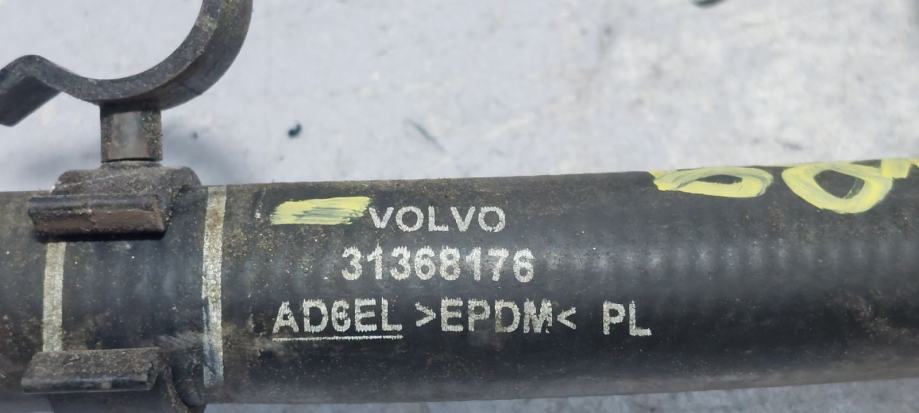 VOLVO
31368176
AD6EL >EPDM< PL